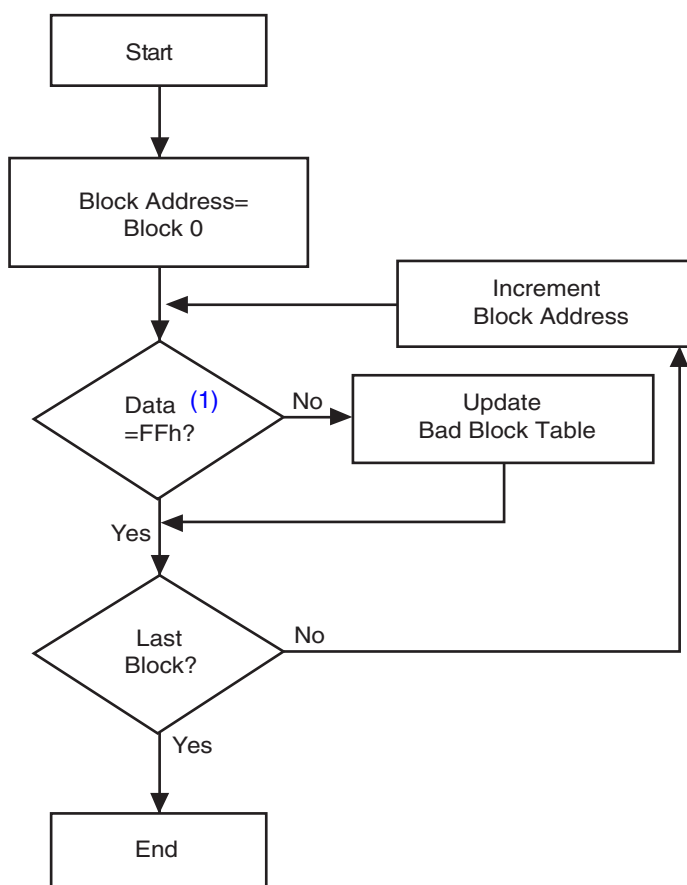 Start
Block Address=
Block 0
Increment
Block Address
Data (1)
=FFh?
No
Update
Bad Block Table
Yes
Last
Block?
No
Yes
End